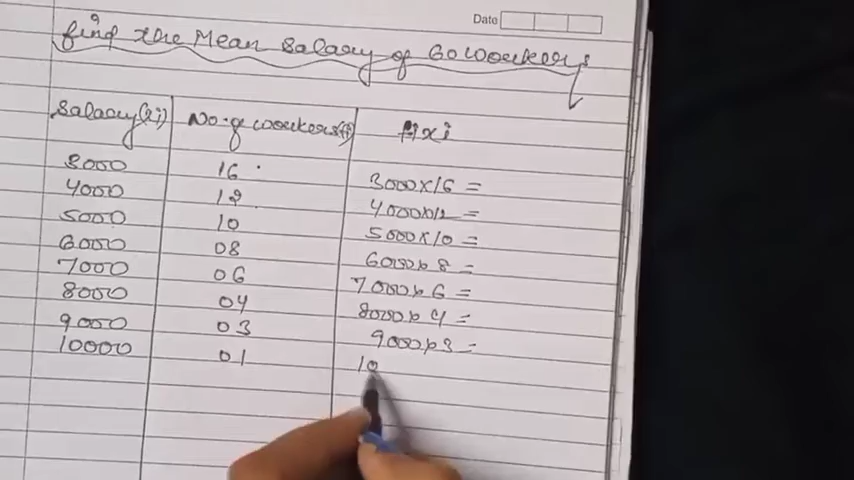 Date
Find the Mean Salary of 60 Workers
Salary(xi) No. of workers(fi) fixi
3000 16 3000x16 =
4000 12 4000x12 =
5000 10 5000x10 =
6000 08 6000x8 =
7000 06 7000x6 =
8000 04 8000x4 =
9000 03 9000x3 =
10000 01 10